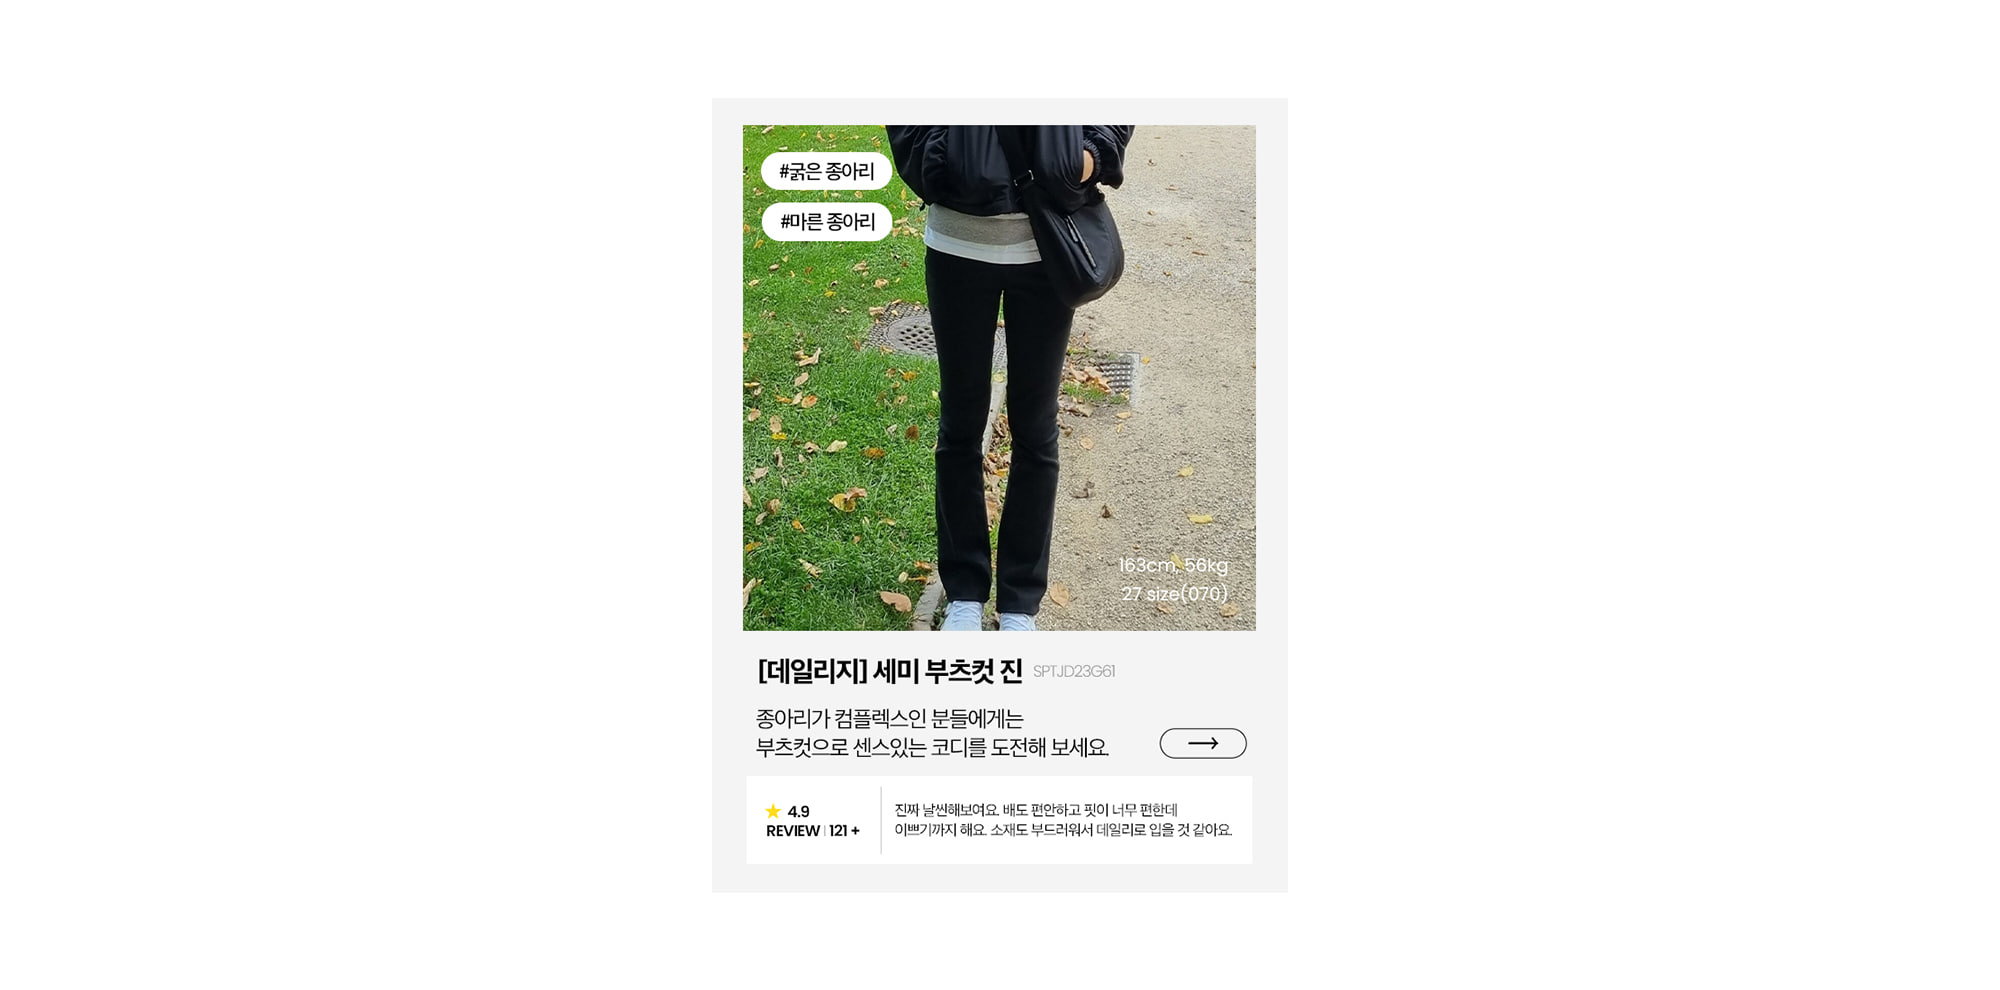 #굵은 종아리
#마른 종아리
163cm, 56kg
27 size(070)
[데일리지] 세미 부츠컷 진 SPTJD23G61
종아리가 컴플렉스인 분들에게는
부츠컷으로 센스있는 코디를 도전해 보세요.
★ 4.9
REVIEW | 121 +
진짜 날씬해보여요. 배도 편안하고 핏이 너무 편한데
이쁘기까지 해요. 소재도 부드러워서 데일리로 입을 것 같아요.